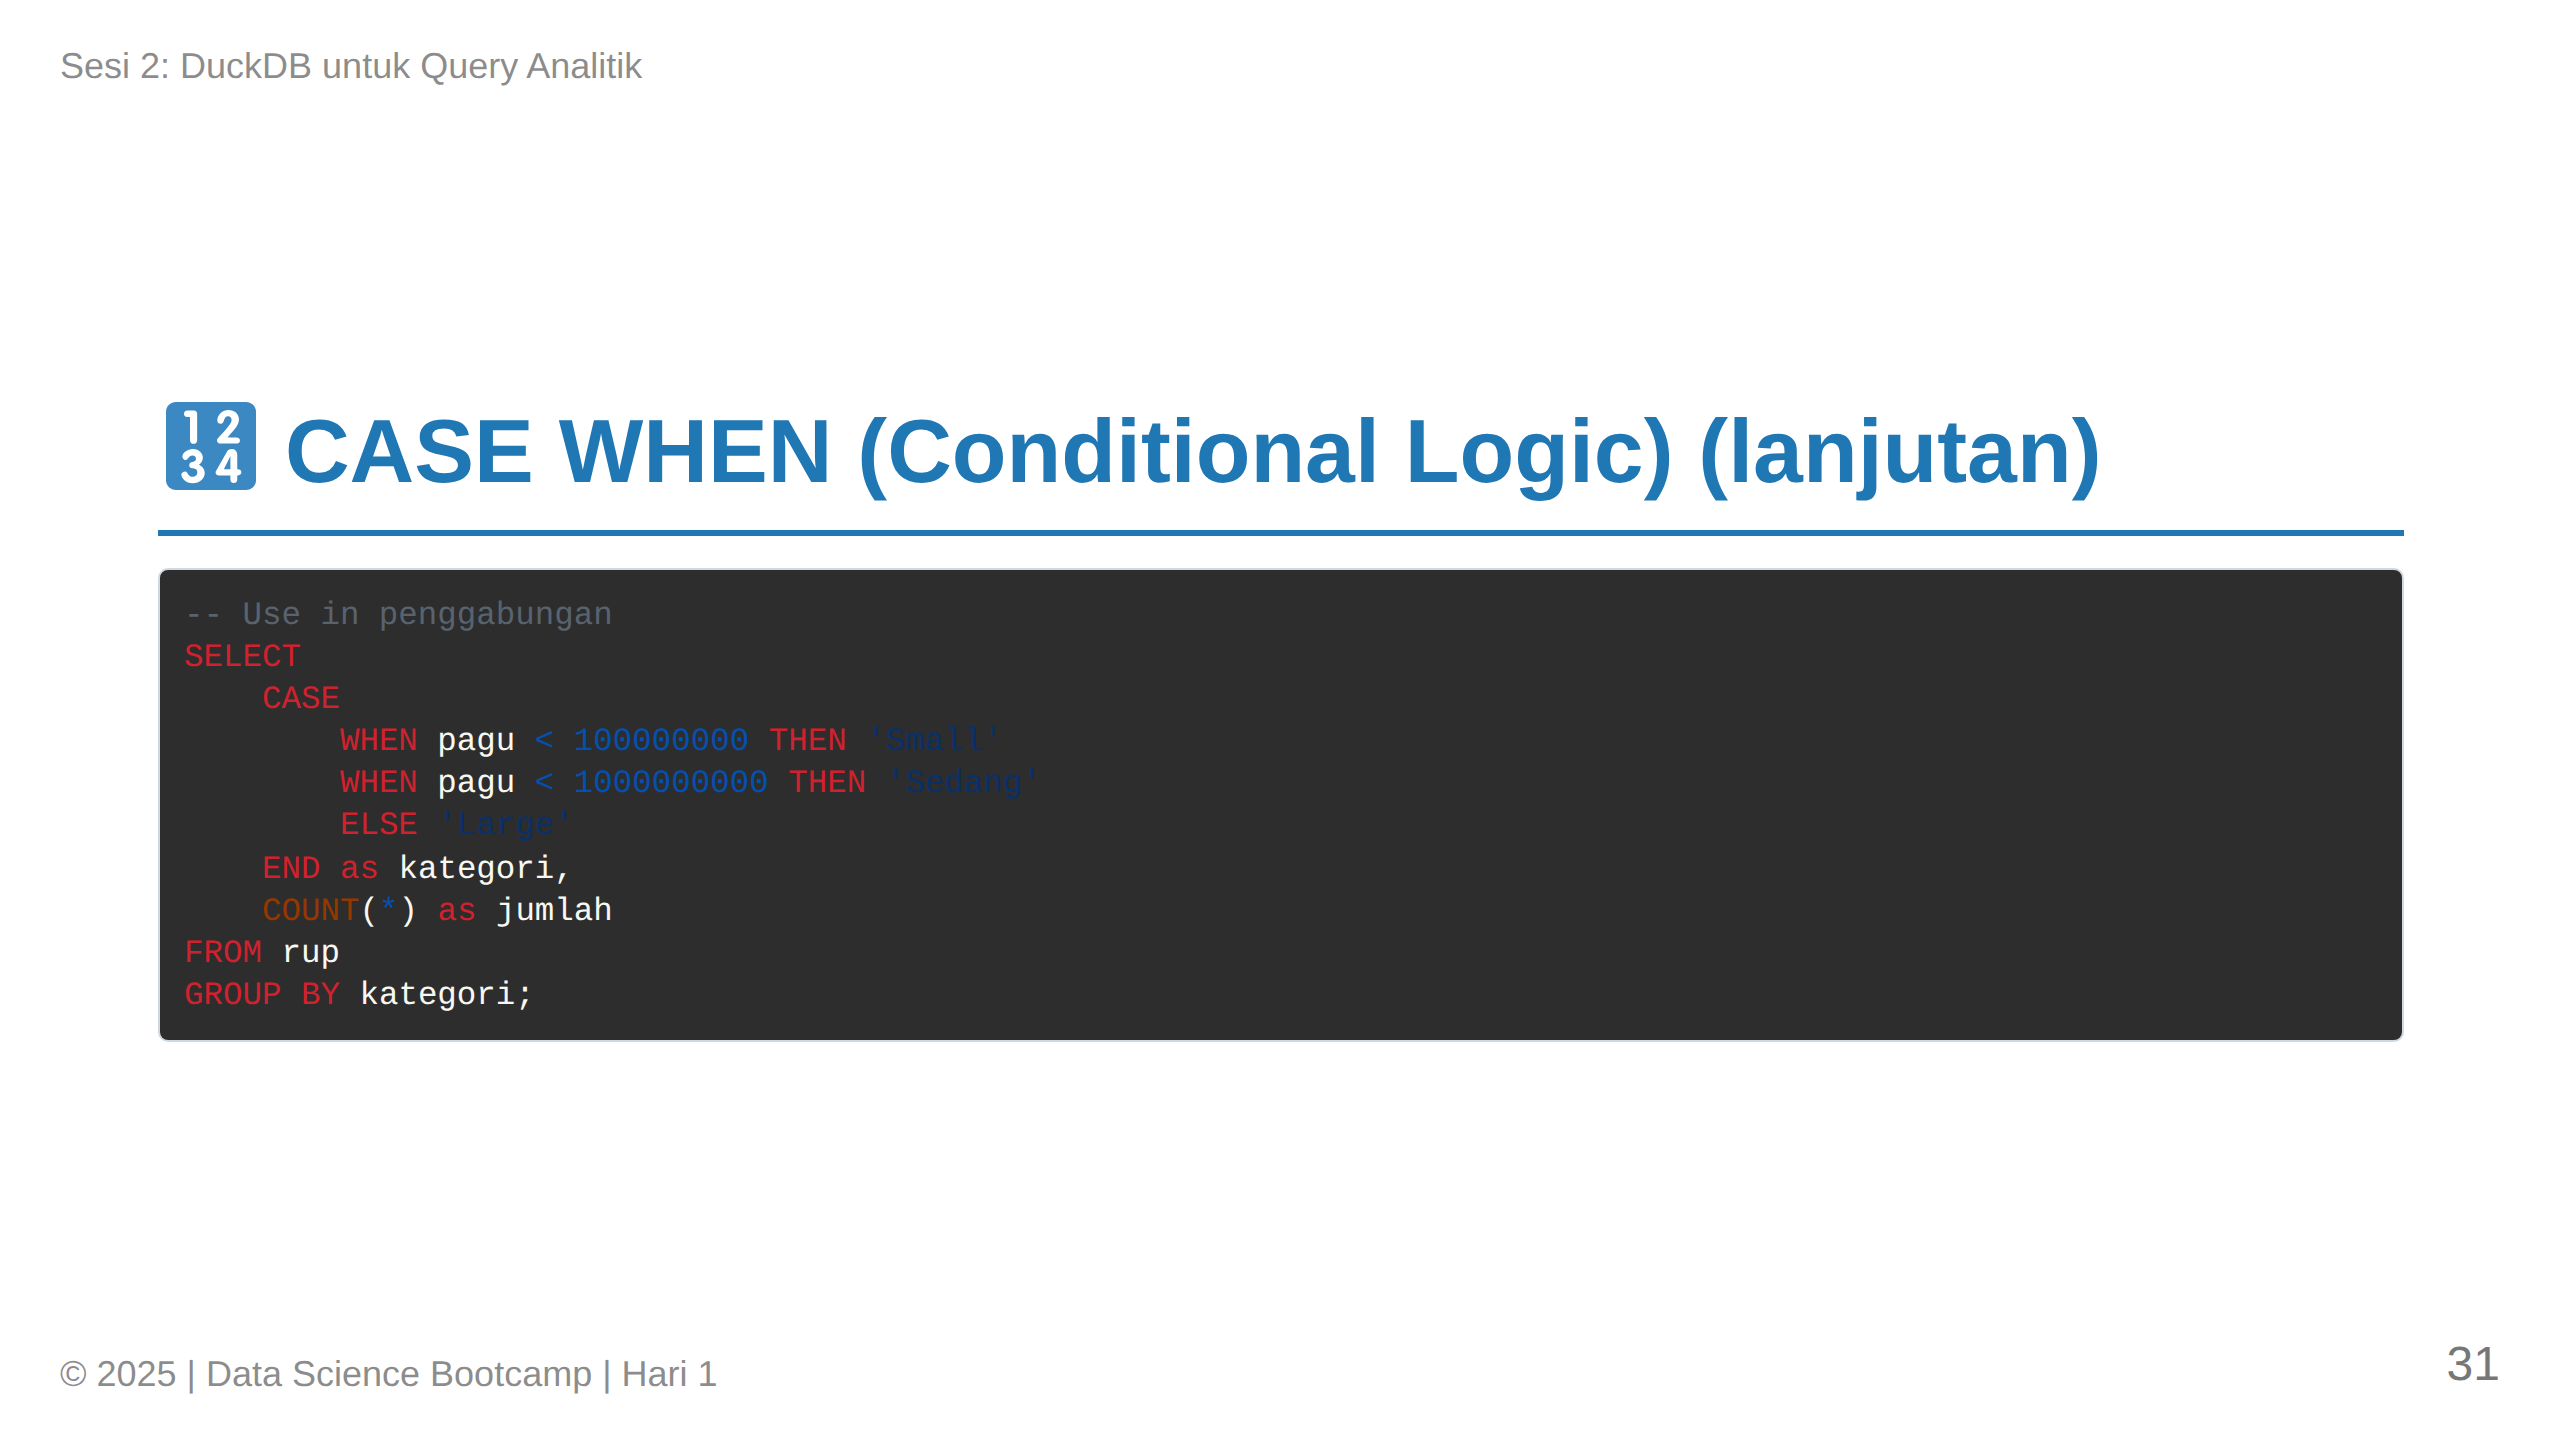 Sesi 2: DuckDB untuk Query Analitik
🔢 CASE WHEN (Conditional Logic) (lanjutan)
-- Use in penggabungan
SELECT
    CASE
        WHEN pagu < 100000000 THEN 'Small'
        WHEN pagu < 1000000000 THEN 'Sedang'
        ELSE 'Large'
    END as kategori,
    COUNT(*) as jumlah
FROM rup
GROUP BY kategori;
© 2025 | Data Science Bootcamp | Hari 1
31